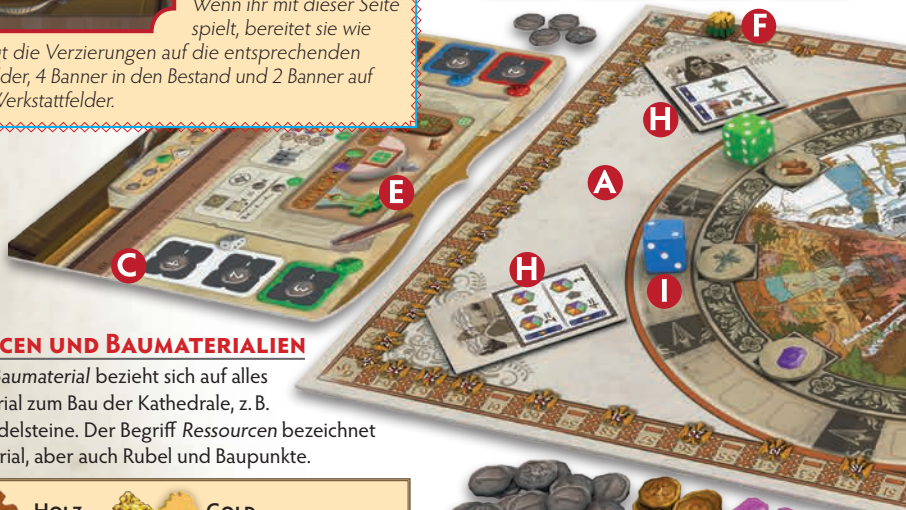 Wenn ihr mit dieser Seite
spielt, bereitet sie wie
t die Verzierungen auf die entsprechenden
der, 4 Banner in den Bestand und 2 Banner auf
Werkstattfelder.
F
H
A
E
C
H
I
CEN UND BAUMATERIALIEN
Baumaterial bezieht sich auf alles
rial zum Bau der Kathedrale, z. B.
delsteine. Der Begriff Ressourcen bezeichnet
rial, aber auch Rubel und Baupunkte.
HOLZ GOLD